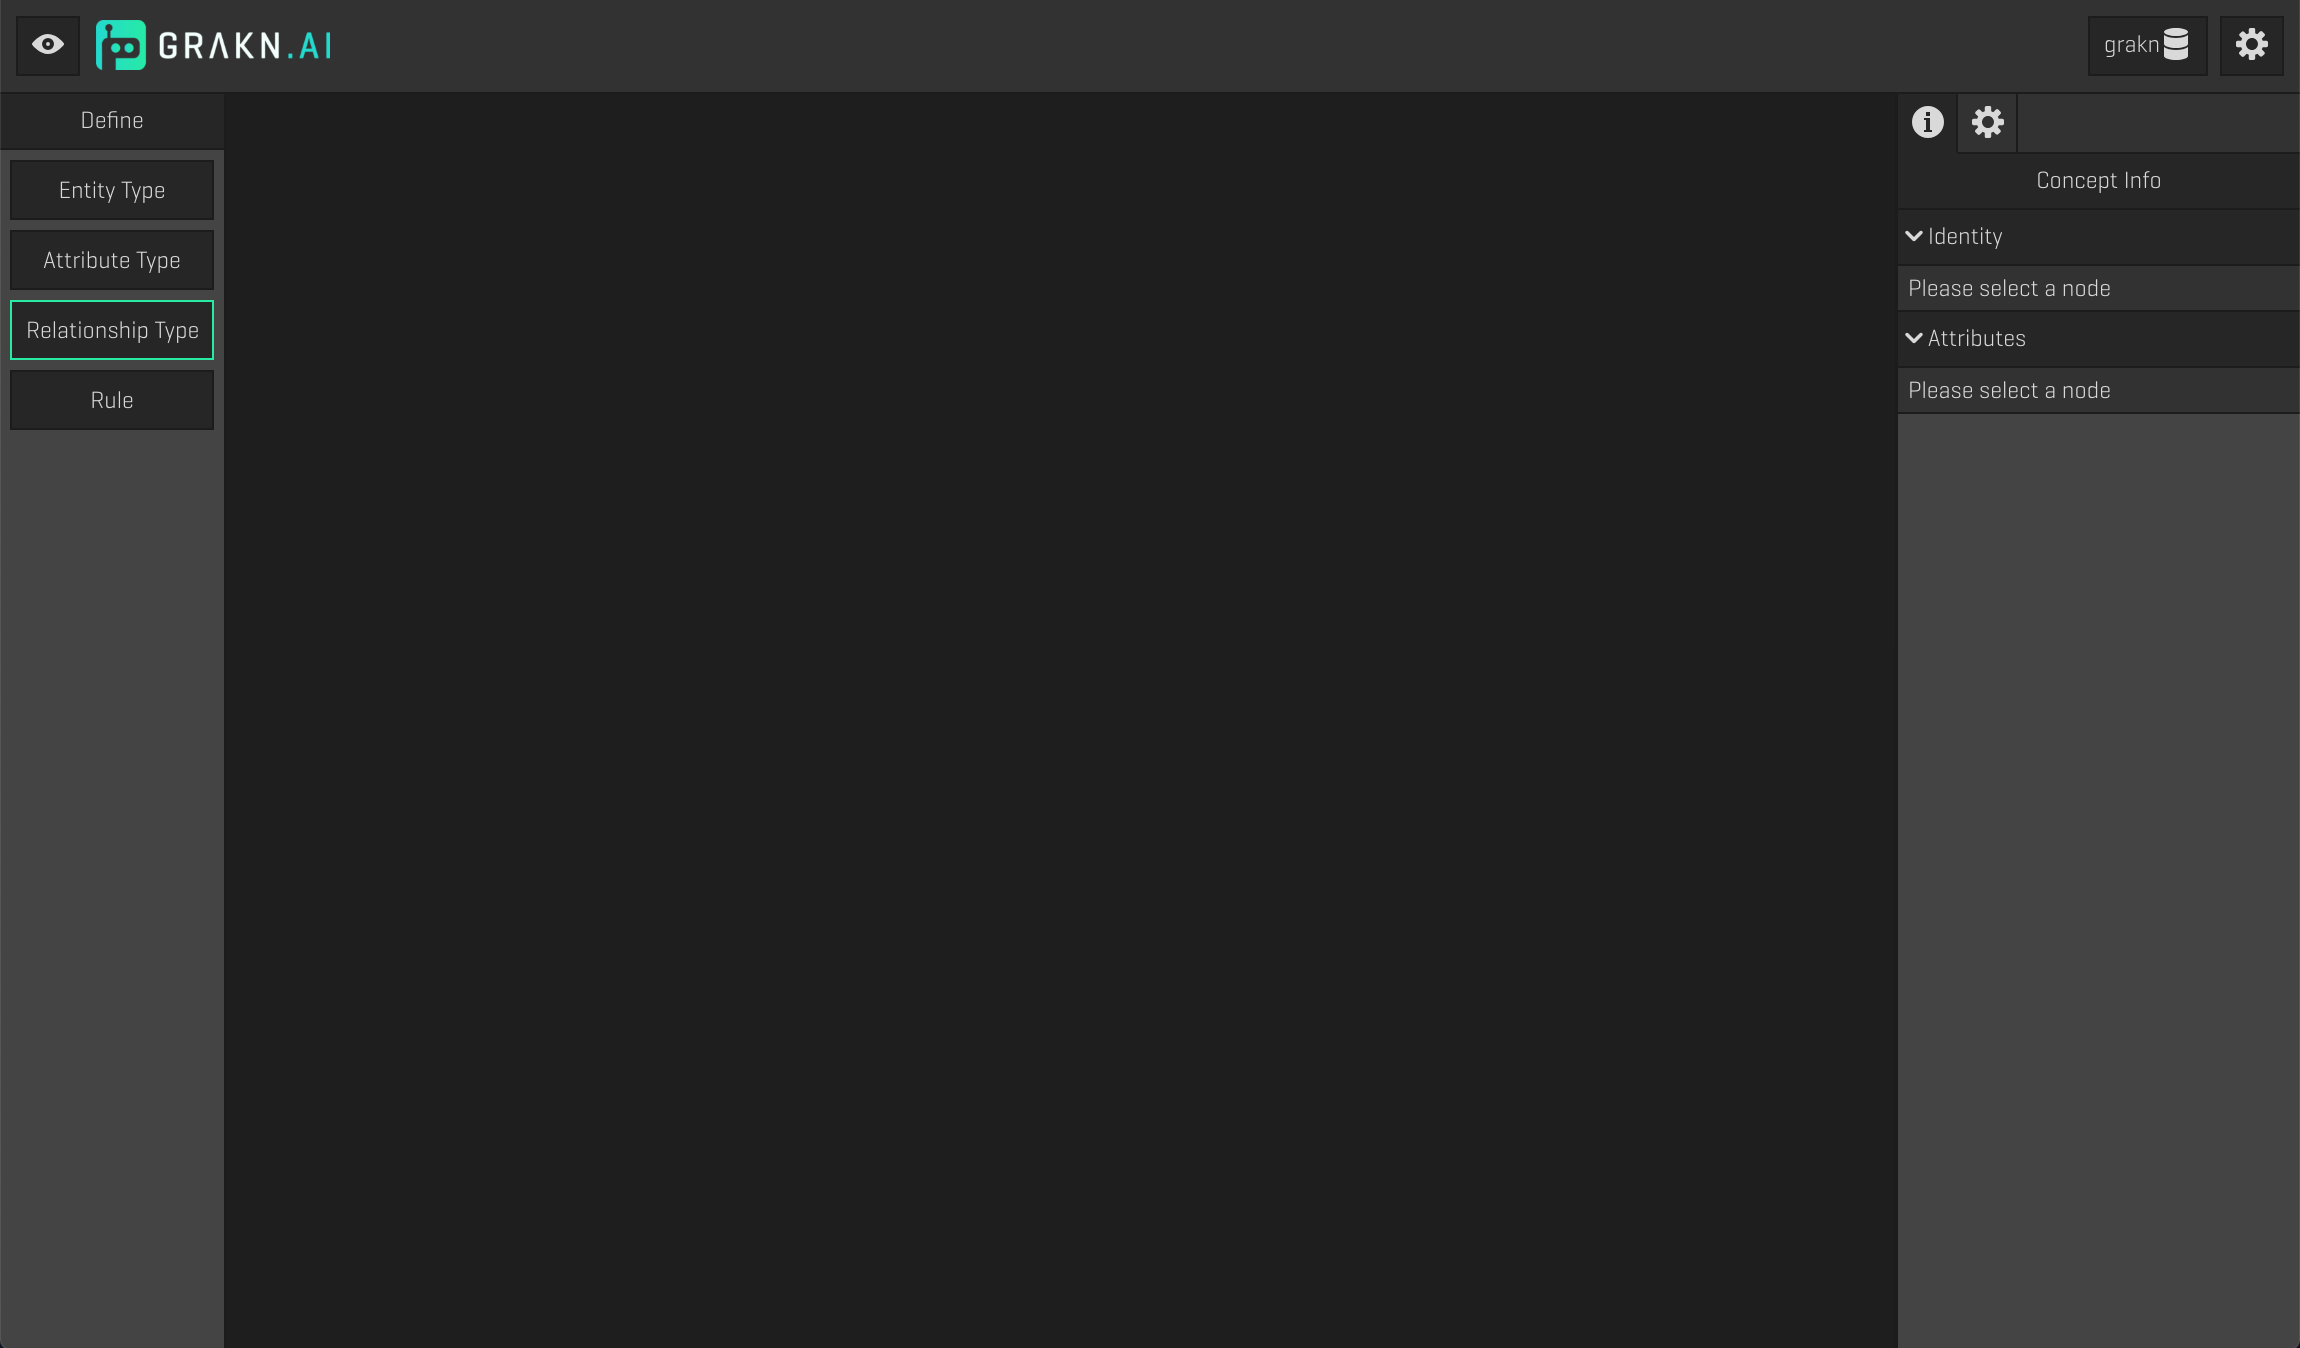 GRAKN.AI
grakn
Define
Entity Type
Attribute Type
Relationship Type
Rule
Concept Info
Identity
Please select a node
Attributes
Please select a node